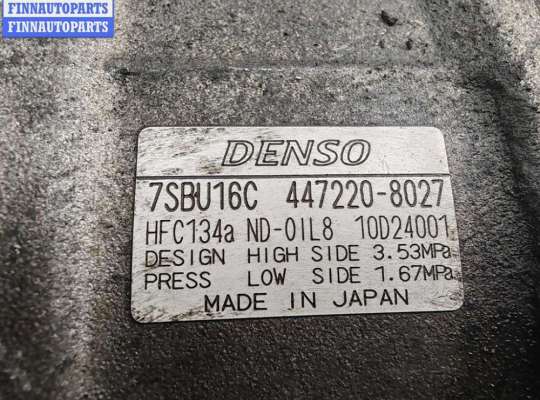 FINNAUTOPARTS
FINNAUTOPARTS
DENSO
7SBU16C 447220-8027
HFC134a ND-OIL8 10D24001
DESIGN HIGH SIDE 3.53MPa
PRESS LOW SIDE 1.67MPa
MADE IN JAPAN